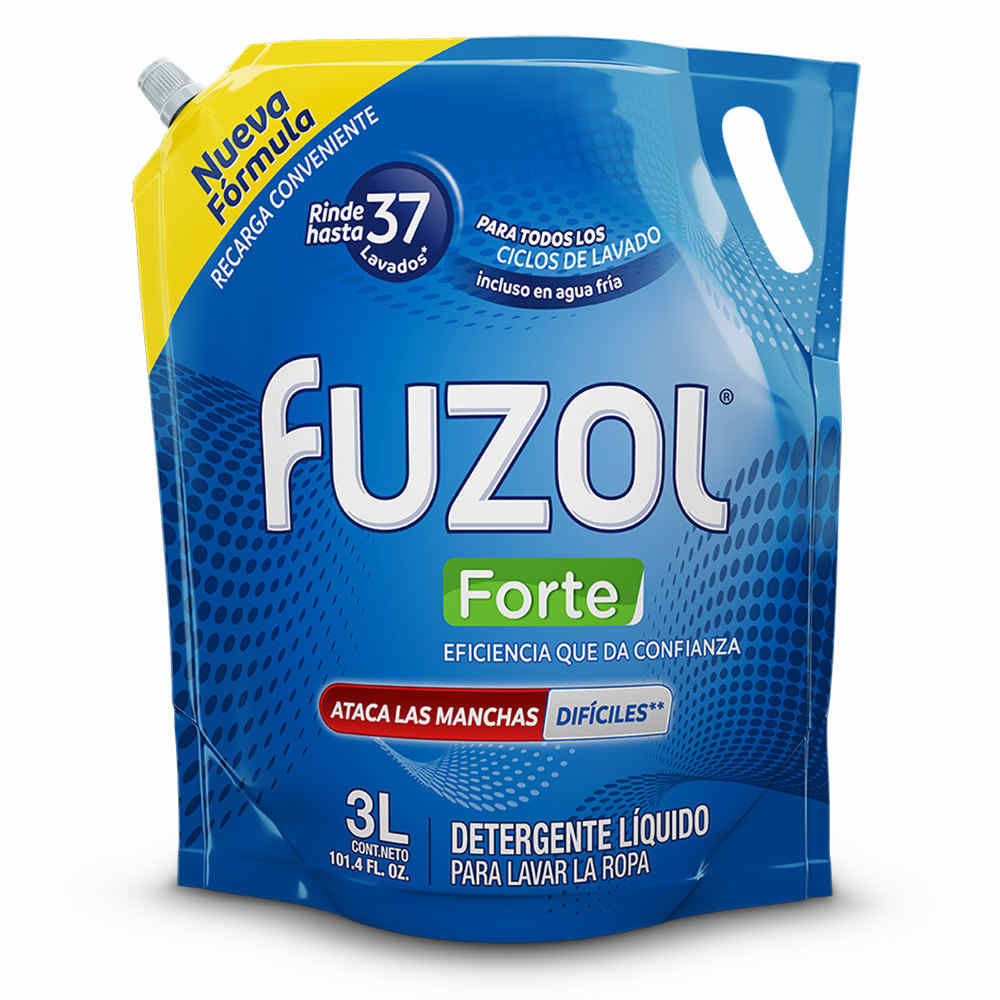 Nueva
Fórmula
RECARGA CONVENIENTE
Rinde
hasta 37
Lavados*
PARA TODOS LOS
CICLOS DE LAVADO
incluso en agua fría
FUZOL®
Forte
EFICIENCIA QUE DA CONFIANZA
ATACA LAS MANCHAS DIFÍCILES**
3L
CONT.NETO
101.4 FL. OZ.
DETERGENTE LÍQUIDO
PARA LAVAR LA ROPA